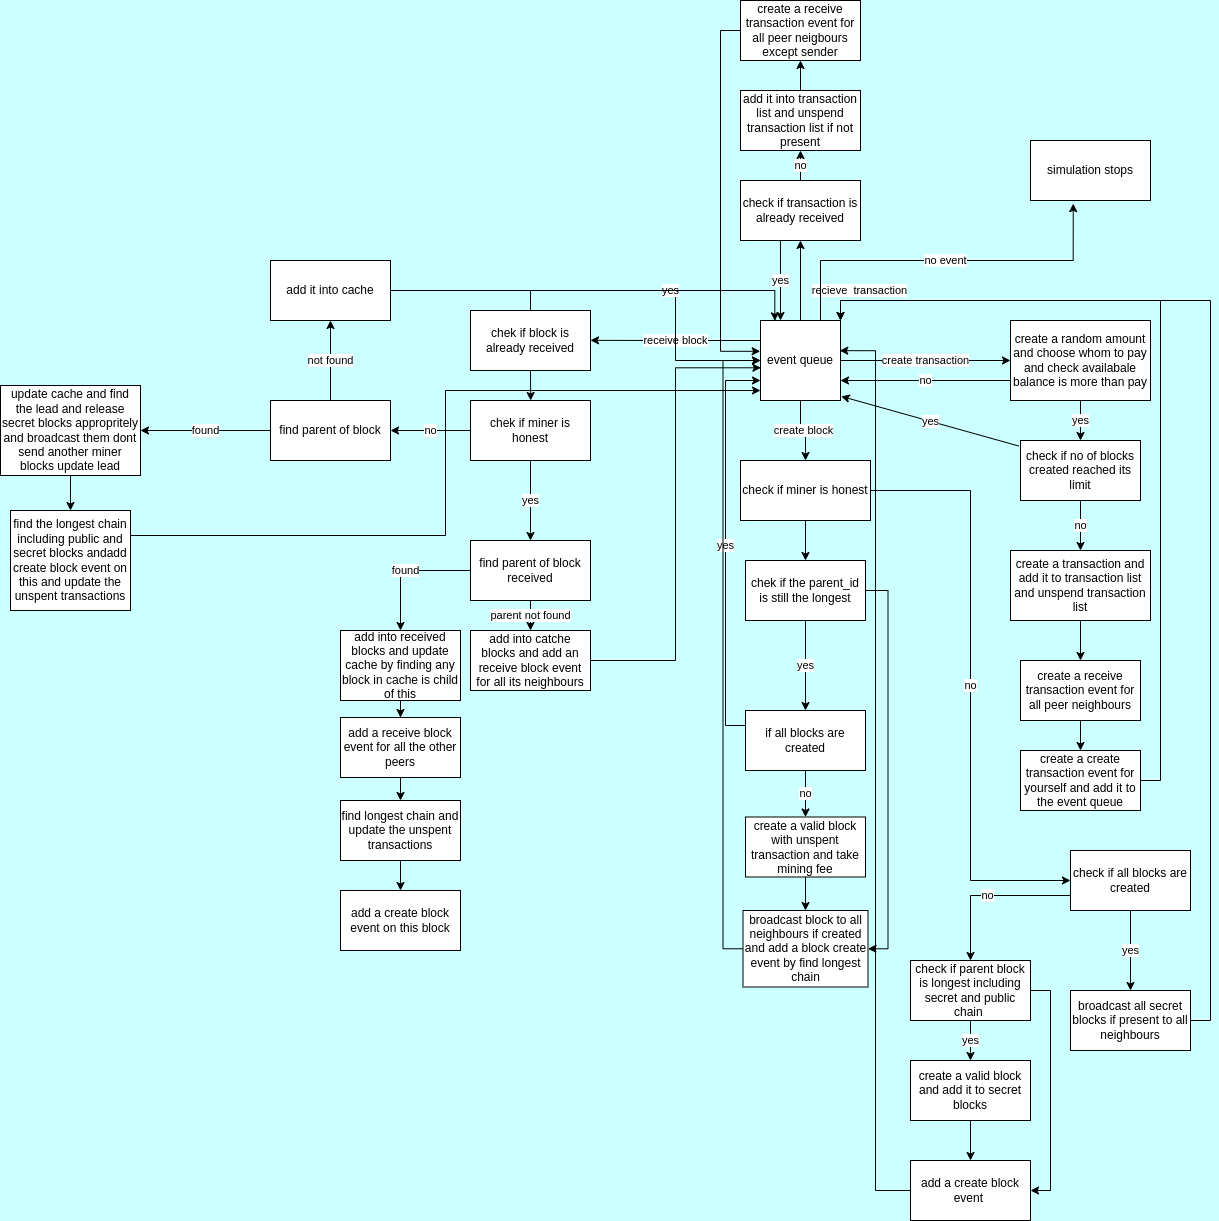 create a receive
transaction event for
all peer neigbours
except sender
add it into transaction
list and unspend
transaction list if not
present
no
check if transaction is
already received
simulation stops
yes
no event
recieve transaction
add it into cache
yes
chek if block is
already received
receive block
event queue
create transaction
no
create a random amount
and choose whom to pay
and check availabale
balance is more than pay
not found
yes
yes
create block
update cache and find
the lead and release
secret blocks appropritely
and broadcast them dont
send another miner
blocks update lead
found
find parent of block
no
chek if miner is
honest
check if no of blocks
created reached its
limit
check if miner is honest
yes
no
find the longest chain
including public and
secret blocks andadd
create block event on
this and update the
unspent transactions
yes
find parent of block
received
found
parent not found
chek if the parent_id
is still the longest
create a transaction and
add it to transaction list
and unspend transaction
list
add into received
blocks and update
cache by finding any
block in cache is child
of this
add into catche
blocks and add an
receive block event
for all its neighbours
yes
no
create a receive
transaction event for
all peer neighbours
add a receive block
event for all the other
peers
if all blocks are
created
create a create
transaction event for
yourself and add it to
the event queue
no
find longest chain and
update the unspent
transactions
create a valid block
with unspent
transaction and take
mining fee
check if all blocks are
created
no
add a create block
event on this block
broadcast block to all
neighbours if created
and add a block create
event by find longest
chain
yes
check if parent block
is longest including
secret and public
chain
broadcast all secret
blocks if present to all
neighbours
yes
create a valid block
and add it to secret
blocks
add a create block
event